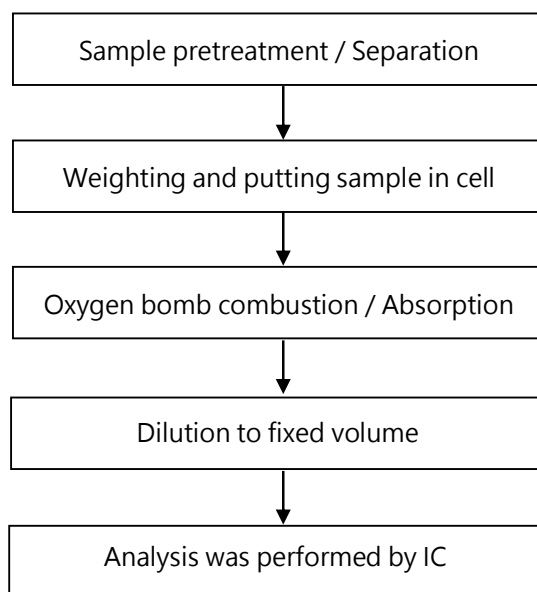 Sample pretreatment / Separation
Weighting and putting sample in cell
Oxygen bomb combustion / Absorption
Dilution to fixed volume
Analysis was performed by IC